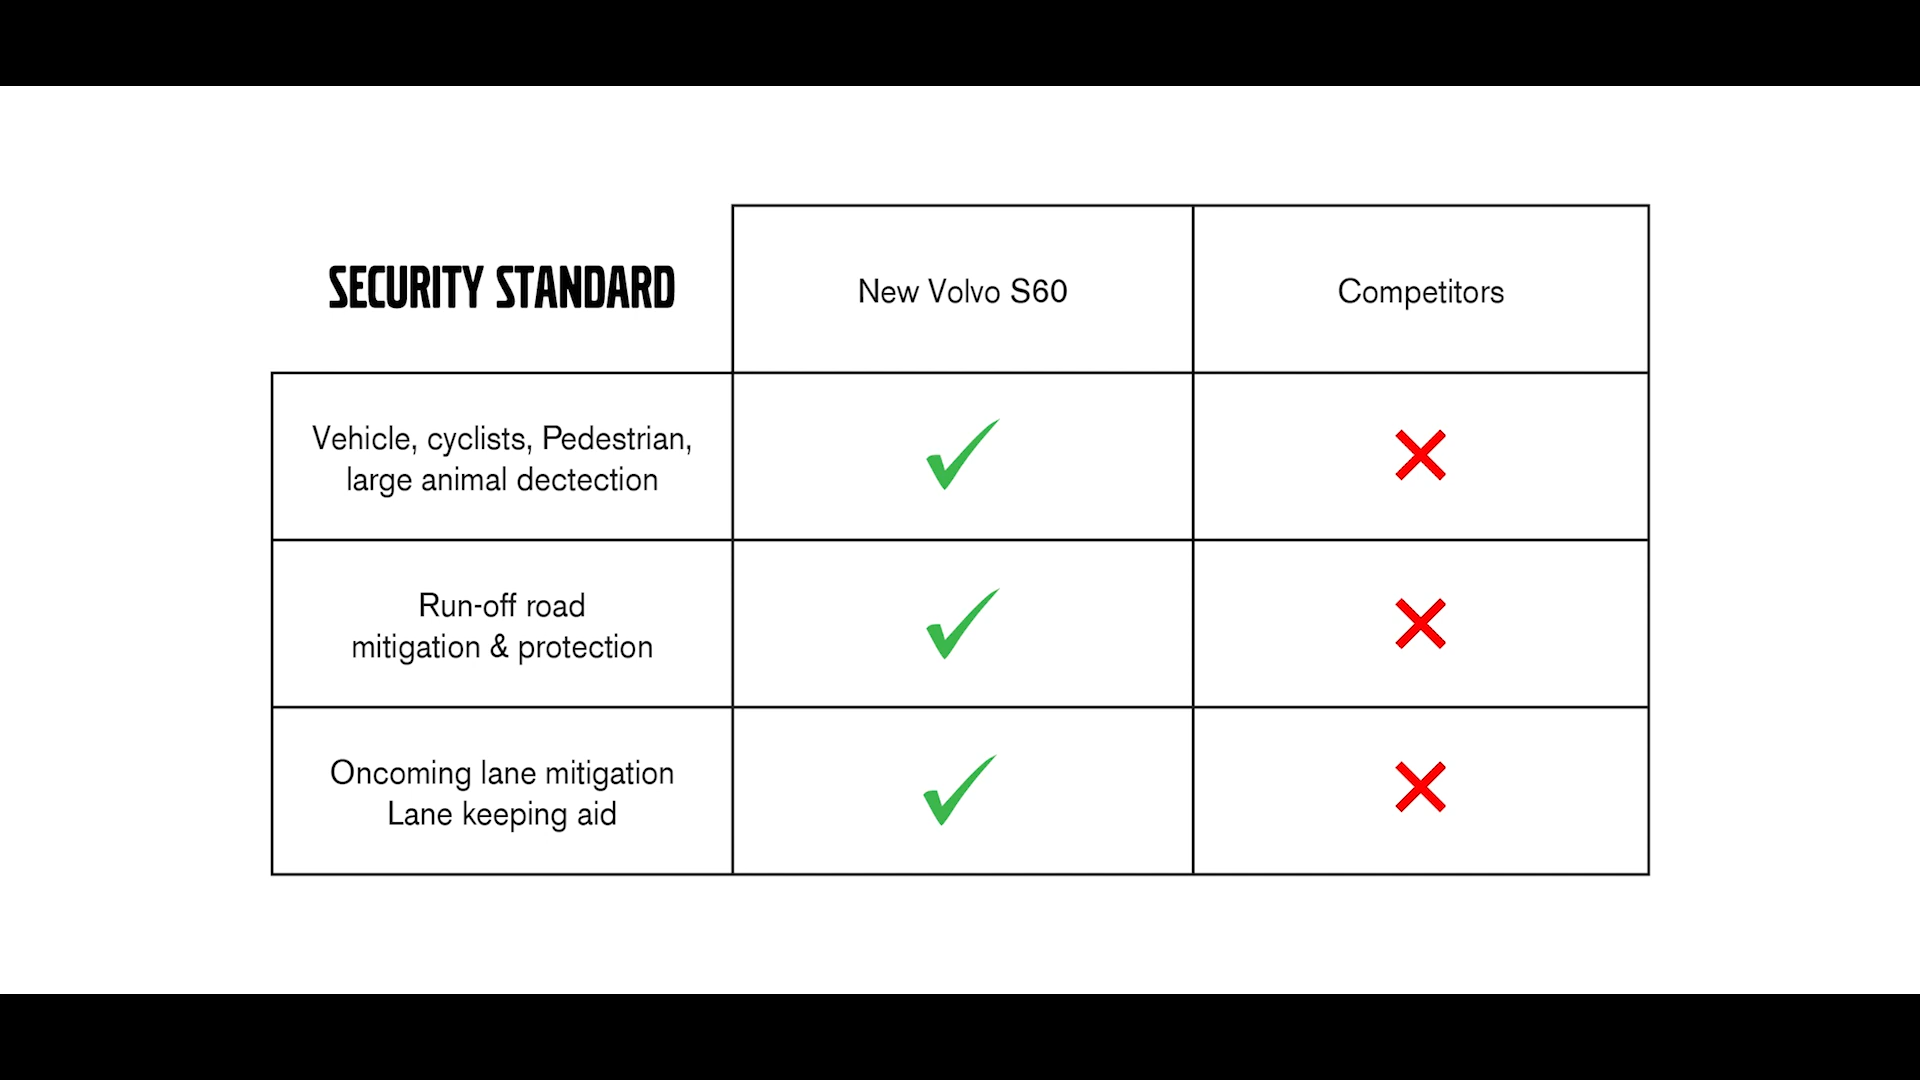 SECURITY STANDARD
New Volvo S60
Competitors
Vehicle, cyclists, Pedestrian,
large animal dectection
Run-off road
mitigation & protection
Oncoming lane mitigation
Lane keeping aid